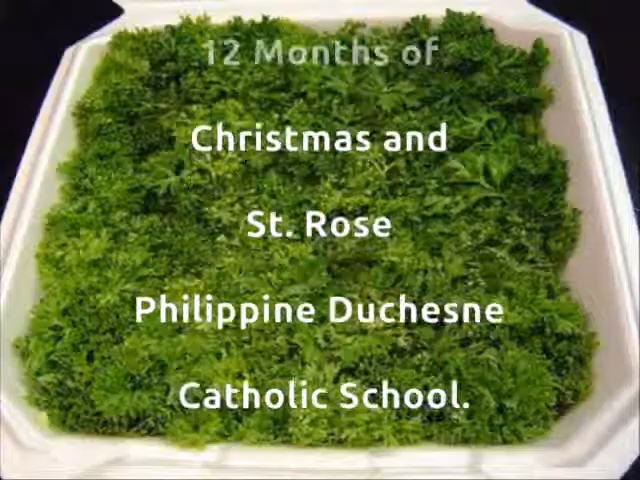 12 Months of
Christmas and
St. Rose
Philippine Duchesne
Catholic School.